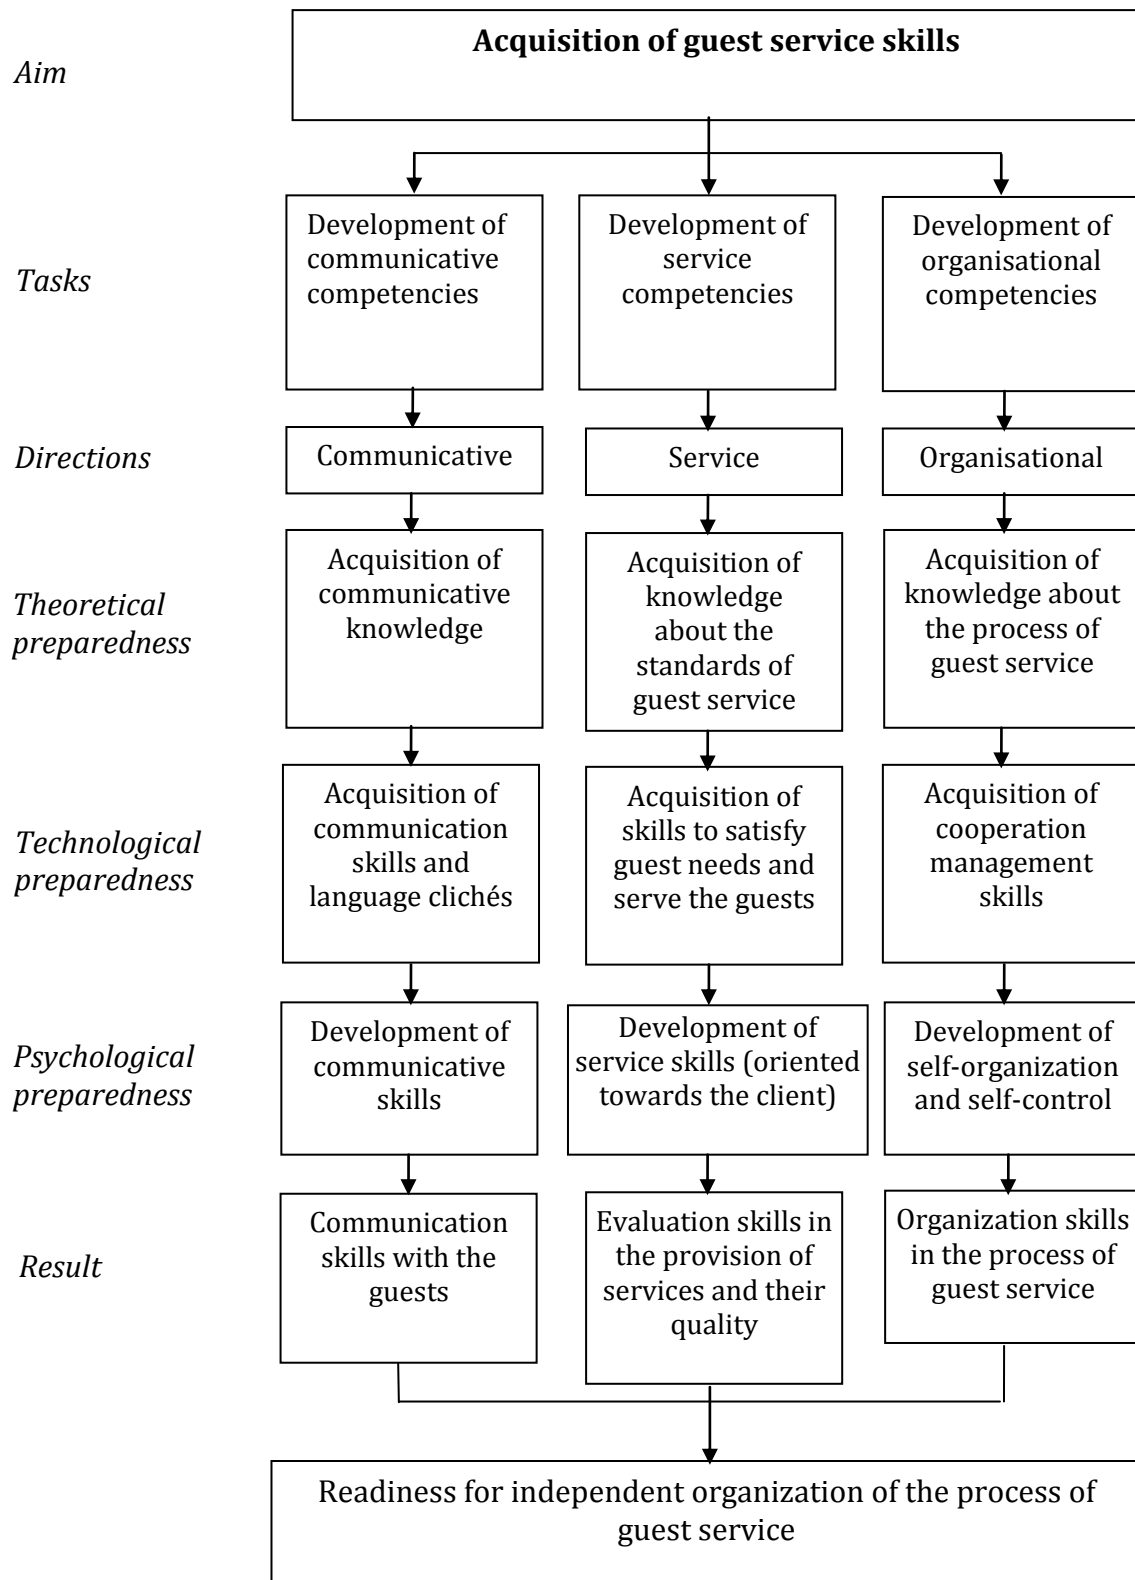 Aim
Acquisition of guest service skills
Tasks
Development of
communicative
competencies
Development of
service
competencies
Development of
organisational
competencies
Directions
Communicative
Service
Organisational
Theoretical
preparedness
Acquisition of
communicative
knowledge
Acquisition of
knowledge
about the
standards of
guest service
Acquisition of
knowledge about
the process of
guest service
Technological
preparedness
Acquisition of
communication
skills and
language clichés
Acquisition of
skills to satisfy
guest needs and
serve the guests
Acquisition of
cooperation
management
skills
Psychological
preparedness
Development of
communicative
skills
Development of
service skills (oriented
towards the client)
Development of
self-organization
and self-control
Result
Communication
skills with the
guests
Evaluation skills in
the provision of
services and their
quality
Organization skills
in the process of
guest service
Readiness for independent organization of the process of
guest service